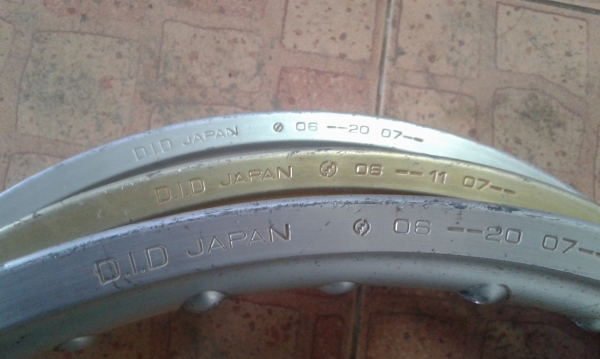 D.I.D JAPAN 06 --20 07--
D.I.D JAPAN 06 --11 07--
D.I.D JAPAN 06 --20 07--